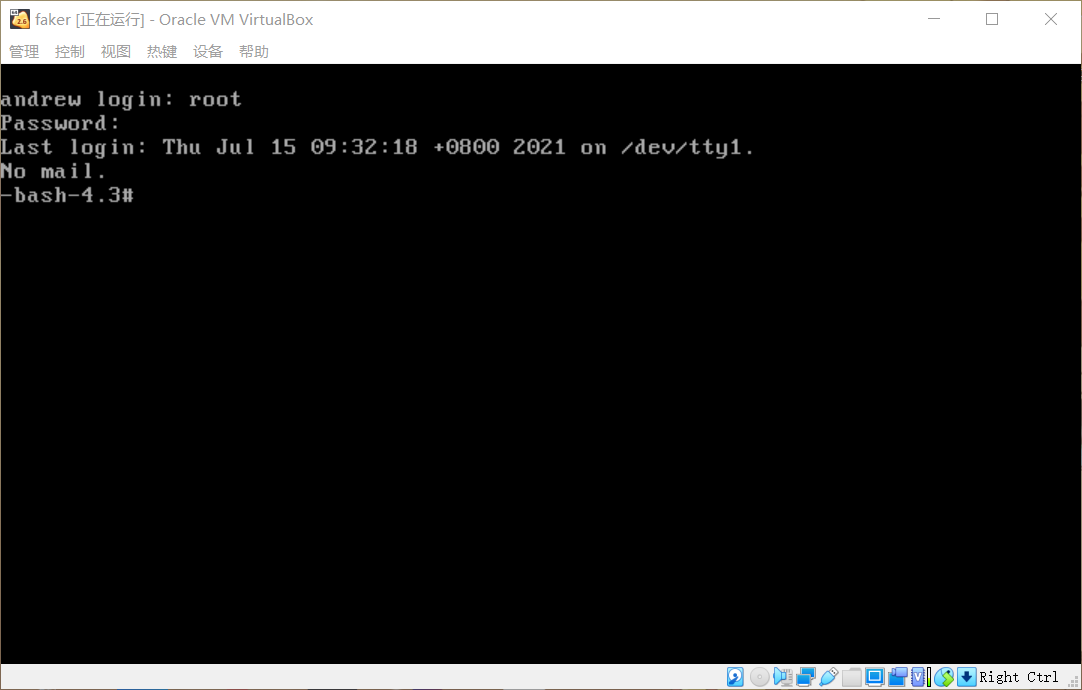 faker [正在运行] - Oracle VM VirtualBox
管理 控制 视图 热键 设备 帮助
andrew login: root
Password:
Last login: Thu Jul 15 09:32:18 +0800 2021 on /dev/tty1.
No mail.
-bash-4.3#
Right Ctrl